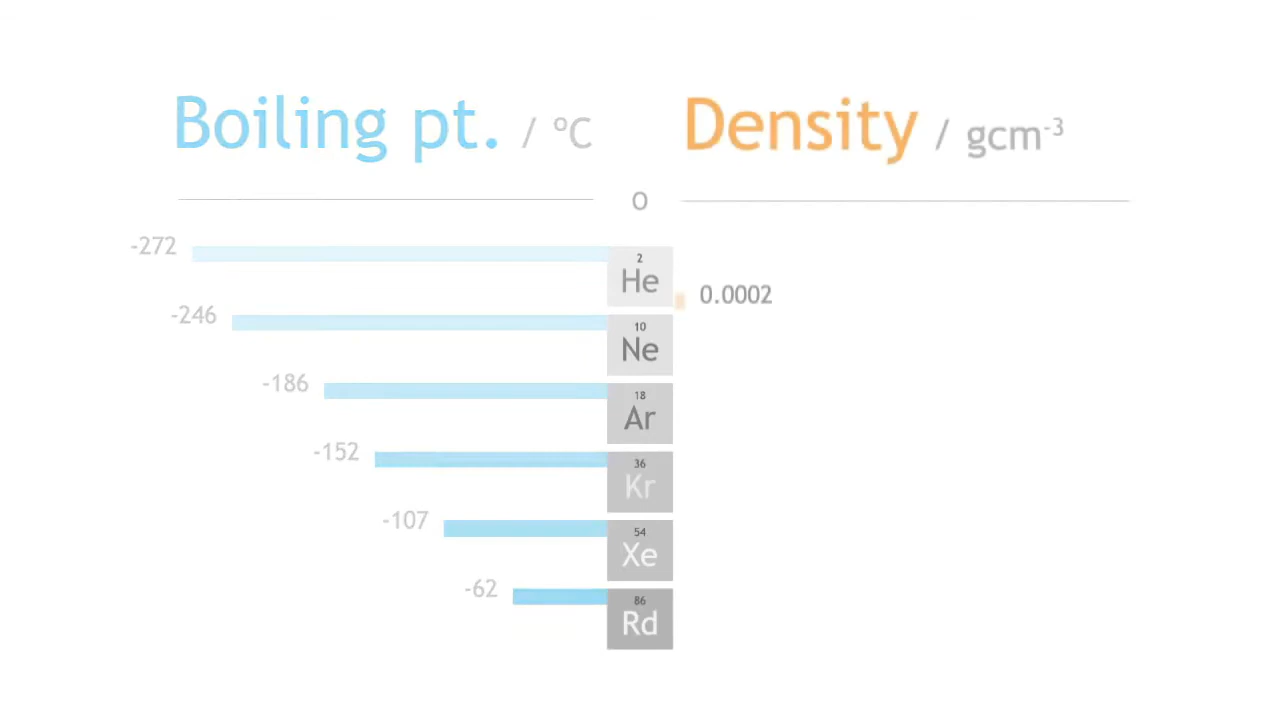 Boiling pt. / ºC
Density / gcm-3
0
-272
2
He
0.0002
-246
10
Ne
-186
18
Ar
-152
36
Kr
-107
54
Xe
-62
86
Rd